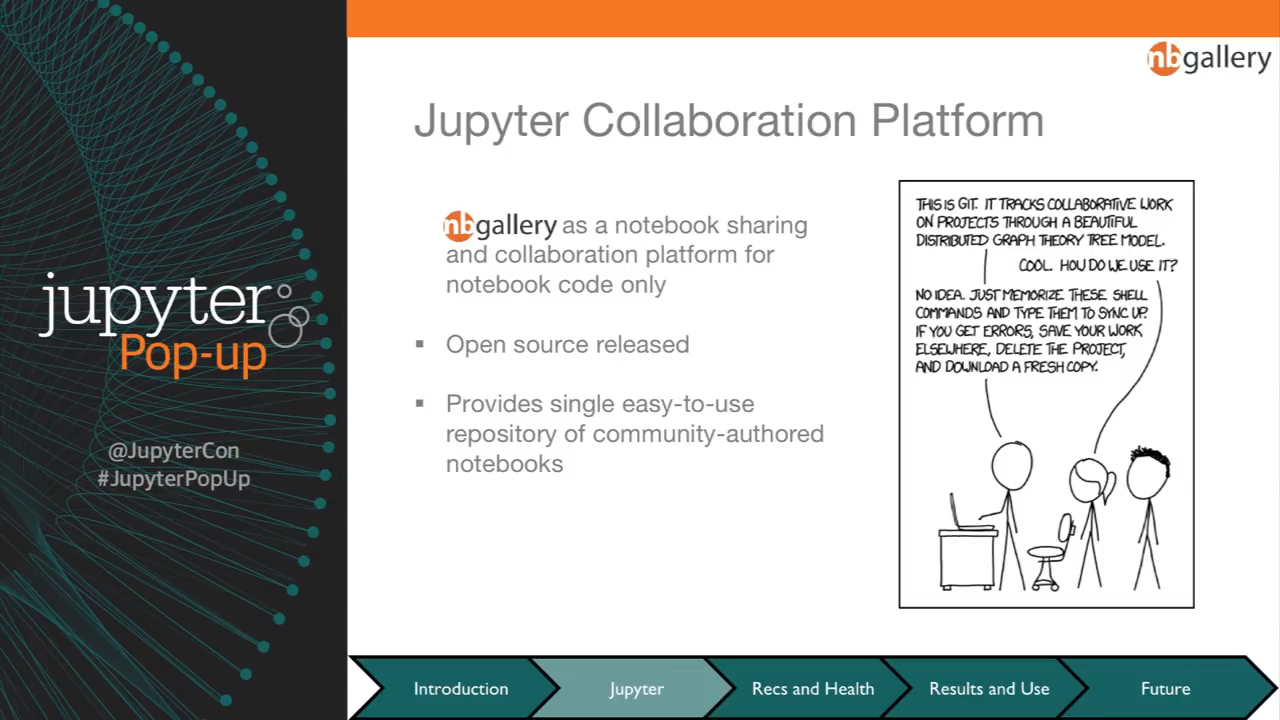 nbgallery
Jupyter Collaboration Platform
nbgallery as a notebook sharing
and collaboration platform for
notebook code only
▪ Open source released
▪ Provides single easy-to-use
repository of community-authored
notebooks
THIS IS GIT. IT TRACKS COLLABORATIVE WORK
ON PROJECTS THROUGH A BEAUTIFUL
DISTRIBUTED GRAPH THEORY TREE MODEL.
COOL. HOW DO WE USE IT?
NO IDEA. JUST MEMORIZE THESE SHELL
COMMANDS AND TYPE THEM TO SYNC UP.
IF YOU GET ERRORS, SAVE YOUR WORK
ELSEWHERE, DELETE THE PROJECT,
AND DOWNLOAD A FRESH COPY.
jupyter
Pop-up
@JupyterCon
#JupyterPopUp
Introduction
Jupyter
Recs and Health
Results and Use
Future